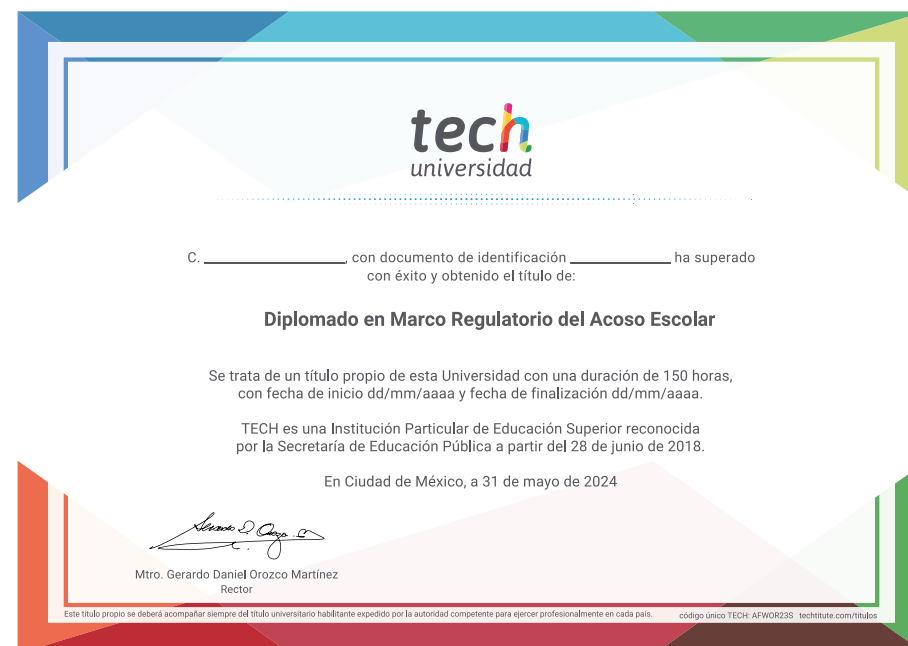 tech
universidad
C. ____________, con documento de identificación ____________ ha superado
con éxito y obtenido el título de:
Diplomado en Marco Regulatorio del Acoso Escolar
Se trata de un título propio de esta Universidad con una duración de 150 horas,
con fecha de inicio dd/mm/aaaa y fecha de finalización dd/mm/aaaa.
TECH es una Institución Particular de Educación Superior reconocida
por la Secretaría de Educación Pública a partir del 28 de junio de 2018.
En Ciudad de México, a 31 de mayo de 2024
Mtro. Gerardo Daniel Orozco Martínez
Rector
Este título propio se deberá acompañar siempre del título universitario habilitante expedido por la autoridad competente para ejercer profesionalmente en cada país. código único TECH: AFWOR23S techtitute.com/titulos